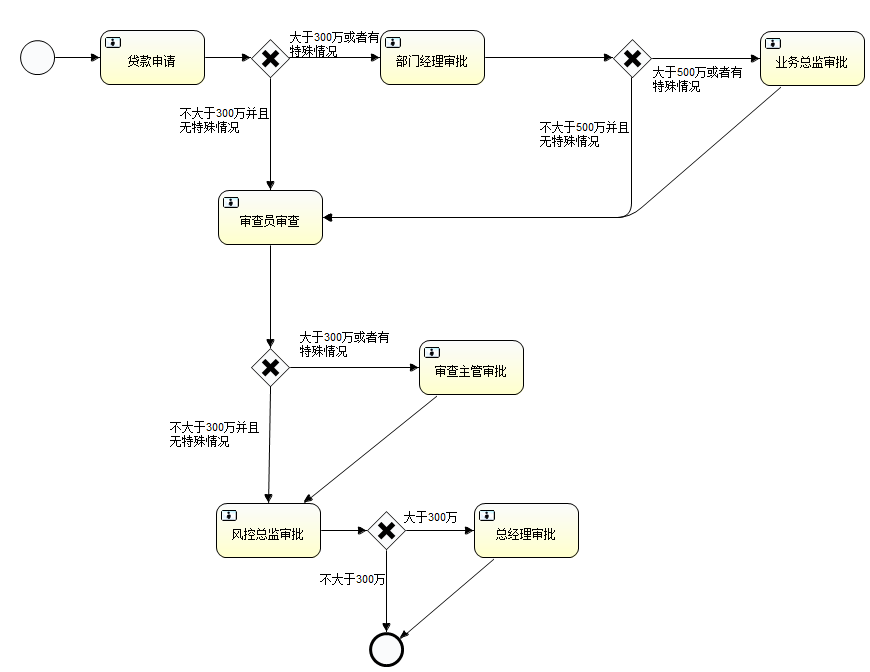 大于300万或者有
特殊情况
贷款申请
部门经理审批
业务总监审批
大于500万或者有
特殊情况
不大于300万并且
无特殊情况
不大于500万并且
无特殊情况
审查员审查
大于300万或者有
特殊情况
审查主管审批
不大于300万并且
无特殊情况
大于300万
风控总监审批
总经理审批
不大于300万